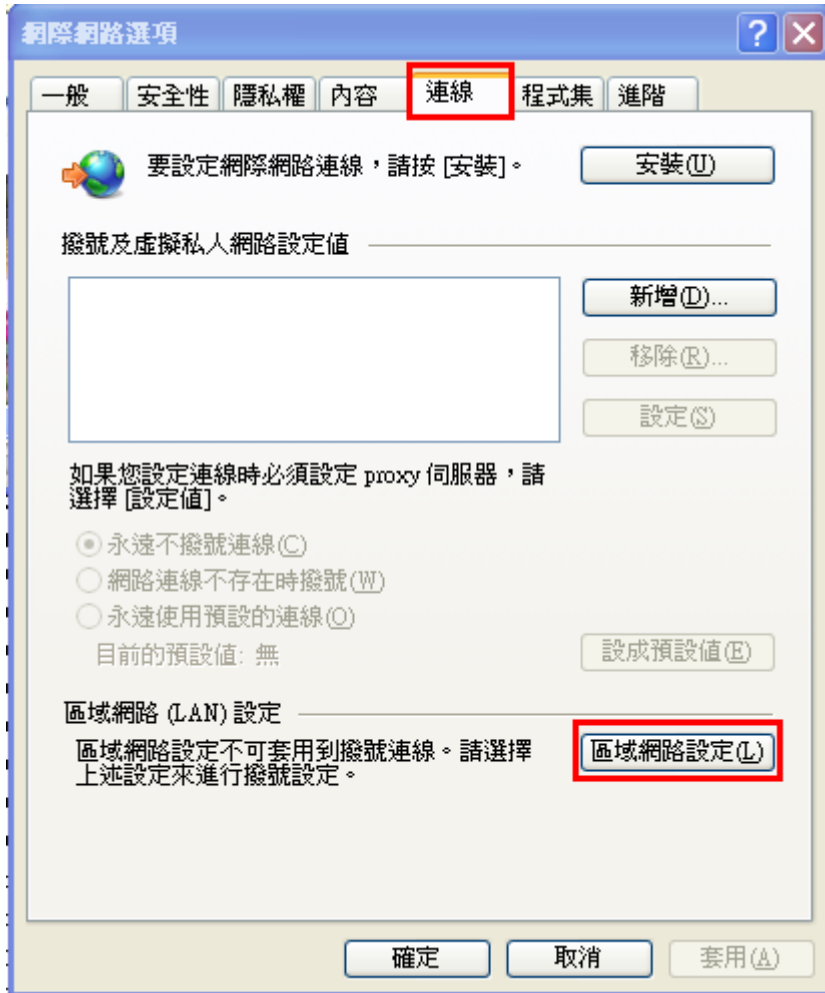 網際網路選項
一般 安全性 隱私權 內容 連線 程式集 進階
要設定網際網路連線，請按 [安裝]。 安裝(U)
撥號及虛擬私人網路設定值
新增(D)...
移除(R)...
設定(S)
如果您設定連線時必須設定 proxy 伺服器，請
選擇 [設定值]。
永遠不撥號連線(C)
網路連線不存在時撥號(W)
永遠使用預設的連線(O)
目前的預設值: 無 設成預設值(E)
區域網路 (LAN) 設定
區域網路設定不可套用到撥號連線。請選擇
上述設定來進行撥號設定。
區域網路設定(L)
確定 取消 套用(A)